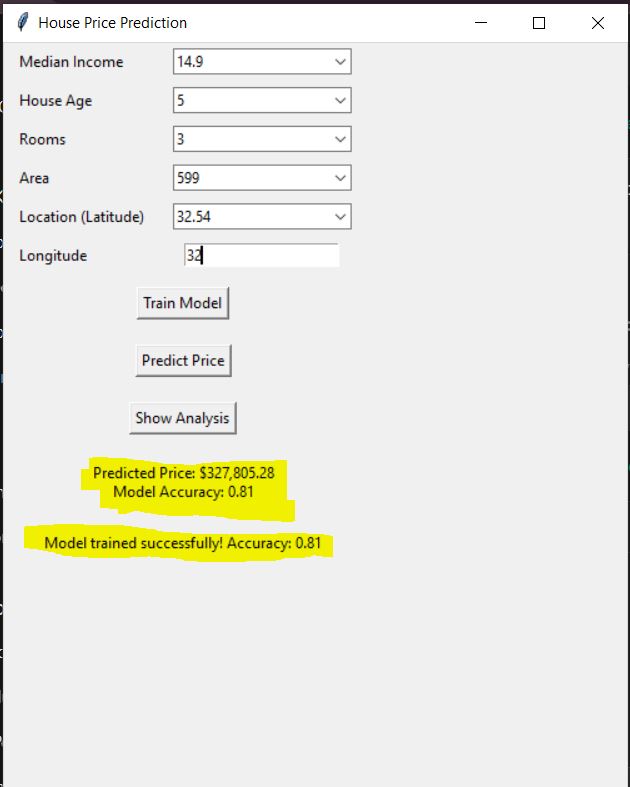 House Price Prediction
Median Income 14.9
House Age 5
Rooms 3
Area 599
Location (Latitude) 32.54
Longitude 32
Train Model
Predict Price
Show Analysis
Predicted Price: $327,805.28
Model Accuracy: 0.81
Model trained successfully! Accuracy: 0.81